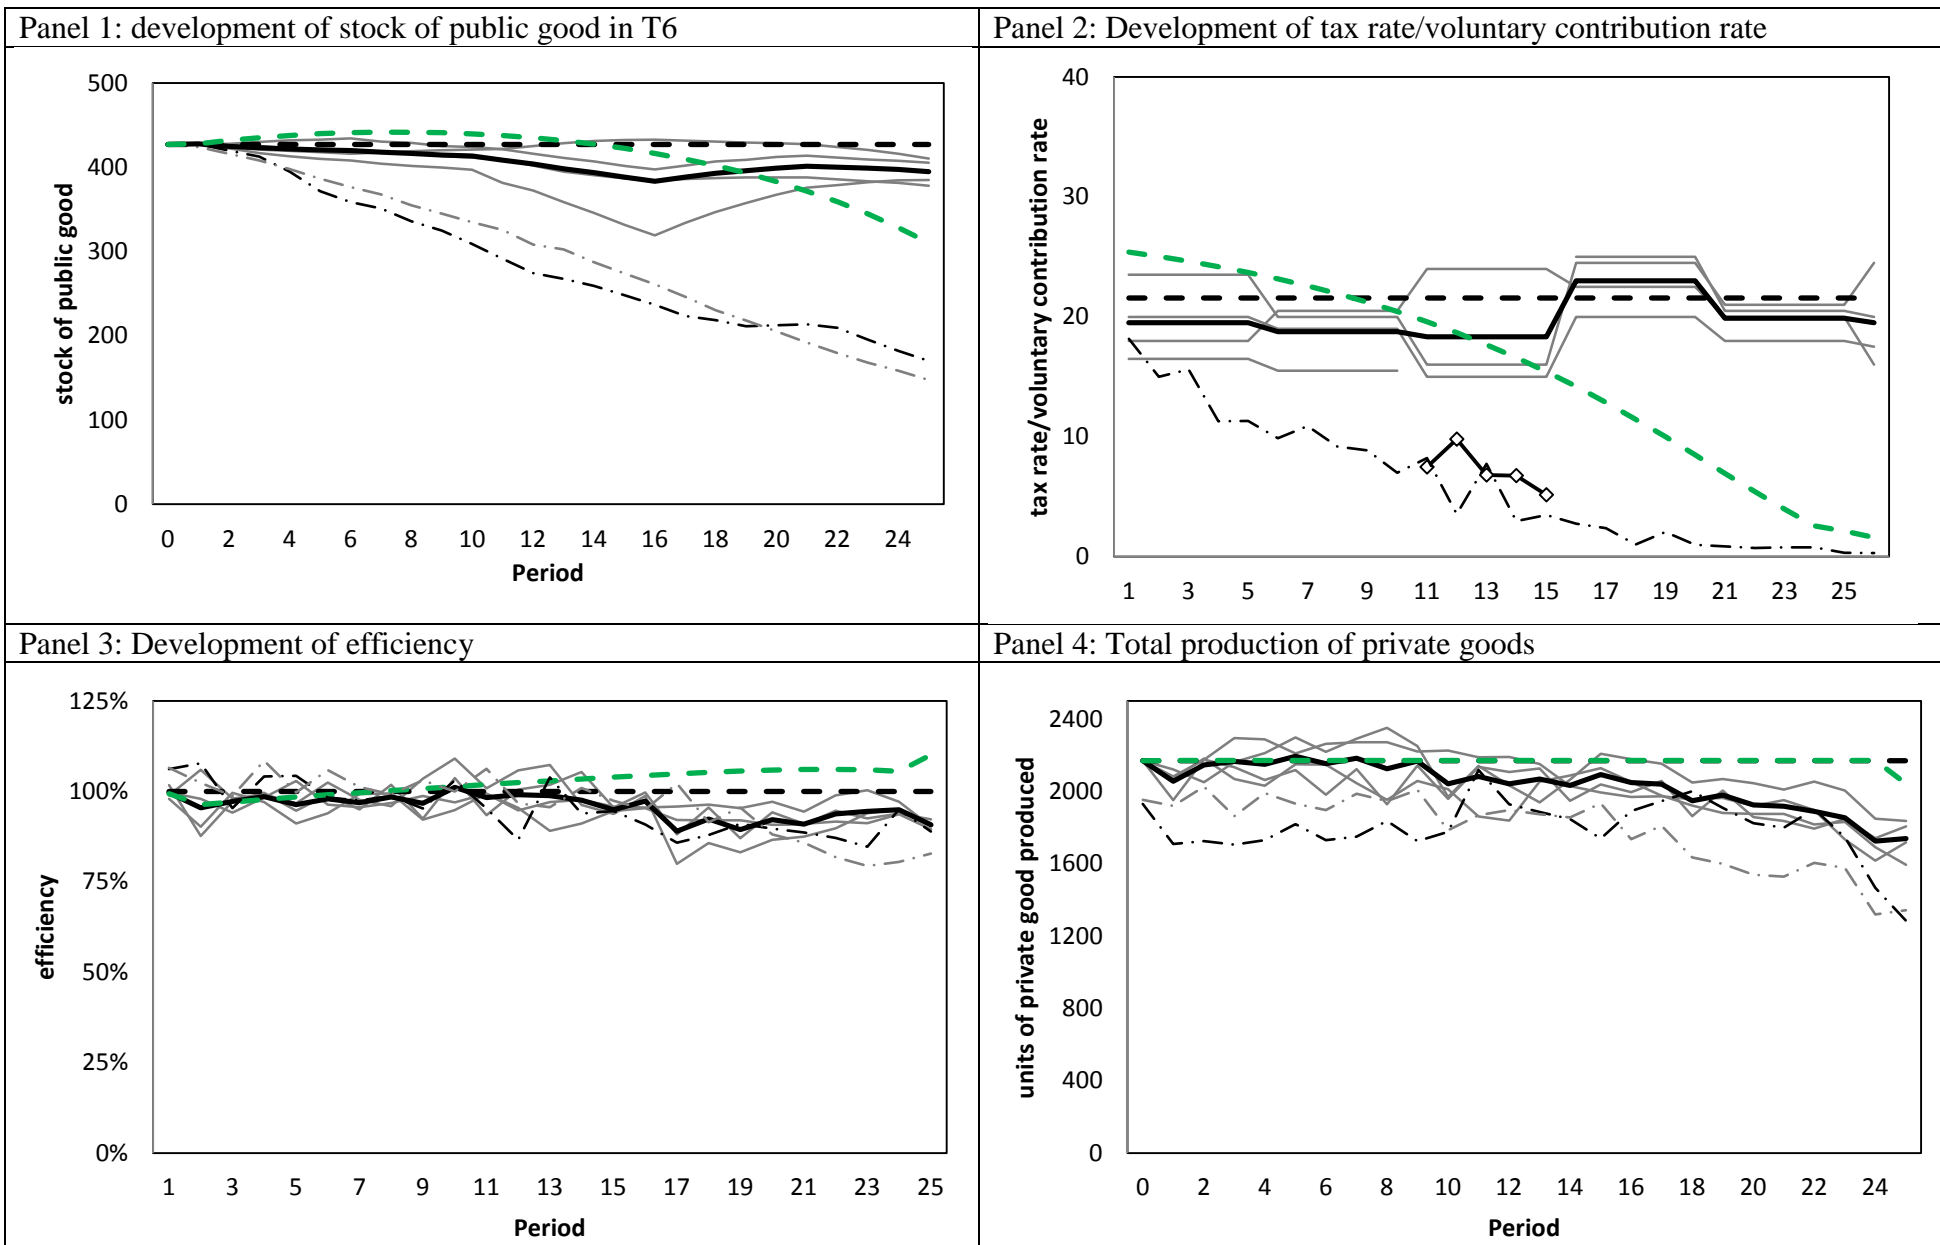 Panel 1: development of stock of public good in T6
500
400
300
200
100
0
stock of public good
0 2 4 6 8 10 12 14 16 18 20 22 24
Period
Panel 2: Development of tax rate/voluntary contribution rate
40
30
20
10
0
tax rate/voluntary contribution rate
1 3 5 7 9 11 13 15 17 19 21 23 25
Panel 3: Development of efficiency
125%
100%
75%
50%
25%
0%
efficiency
1 3 5 7 9 11 13 15 17 19 21 23 25
Period
Panel 4: Total production of private goods
2400
2000
1600
1200
800
400
0
units of private good produced
0 2 4 6 8 10 12 14 16 18 20 22 24
Period